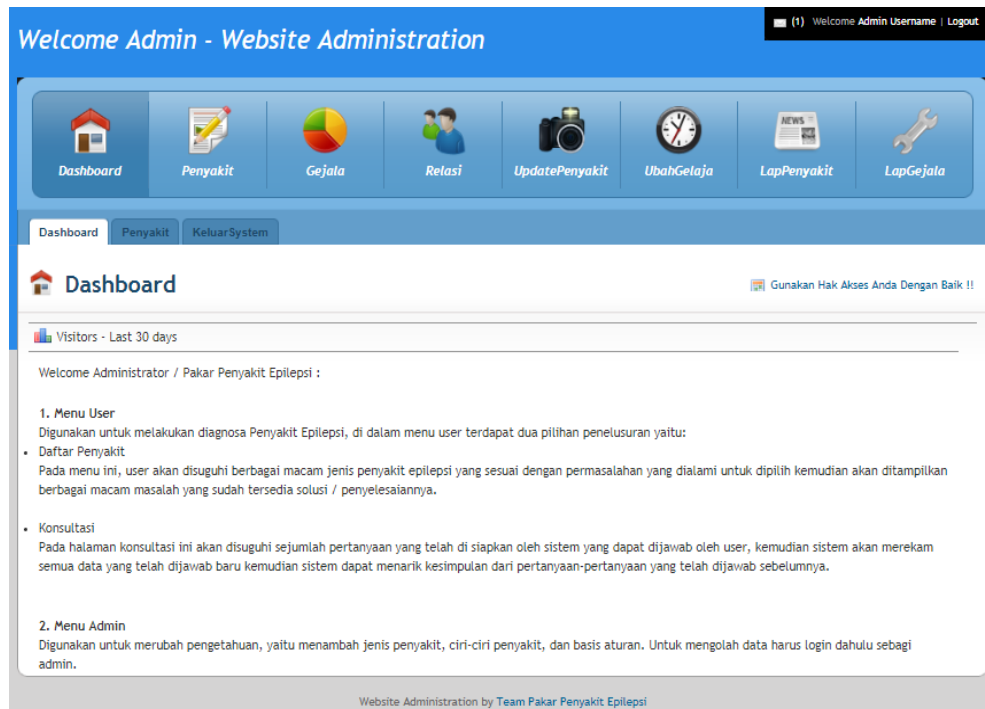 Welcome Admin - Website Administration
(1) Welcome Admin Username | Logout
Dashboard
Penyakit
Gejala
Relasi
UpdatePenyakit
UbahGelaja
NEWS
LapPenyakit
LapGejala
Dashboard
Penyakit
KeluarSystem
Dashboard
Gunakan Hak Akses Anda Dengan Baik !!
Visitors - Last 30 days
Welcome Administrator / Pakar Penyakit Epilepsi :
1. Menu User
Digunakan untuk melakukan diagnosa Penyakit Epilepsi, di dalam menu user terdapat dua pilihan penelusuran yaitu:
• Daftar Penyakit
Pada menu ini, user akan disuguhi berbagai macam jenis penyakit epilepsi yang sesuai dengan permasalahan yang dialami untuk dipilih kemudian akan ditampilkan
berbagai macam masalah yang sudah tersedia solusi / penyelesaiannya.
• Konsultasi
Pada halaman konsultasi ini akan disuguhi sejumlah pertanyaan yang telah di siapkan oleh sistem yang dapat dijawab oleh user, kemudian sistem akan merekam
semua data yang telah dijawab baru kemudian sistem dapat menarik kesimpulan dari pertanyaan-pertanyaan yang telah dijawab sebelumnya.
2. Menu Admin
Digunakan untuk merubah pengetahuan, yaitu menambah jenis penyakit, ciri-ciri penyakit, dan basis aturan. Untuk mengolah data harus login dahulu sebagi
admin.
Website Administration by Team Pakar Penyakit Epilepsi